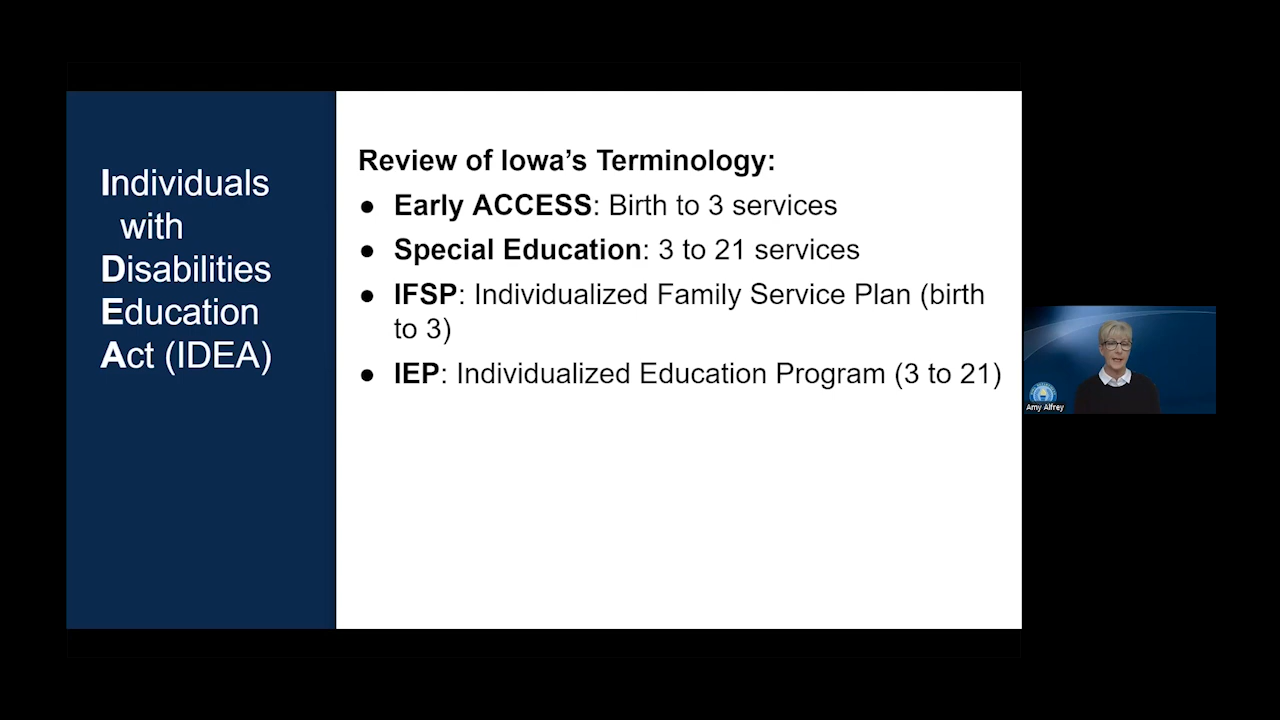 Individuals
with
Disabilities
Education
Act (IDEA)
Review of Iowa's Terminology:
● Early ACCESS: Birth to 3 services
● Special Education: 3 to 21 services
● IFSP: Individualized Family Service Plan (birth
to 3)
● IEP: Individualized Education Program (3 to 21)
Amy Alfrey